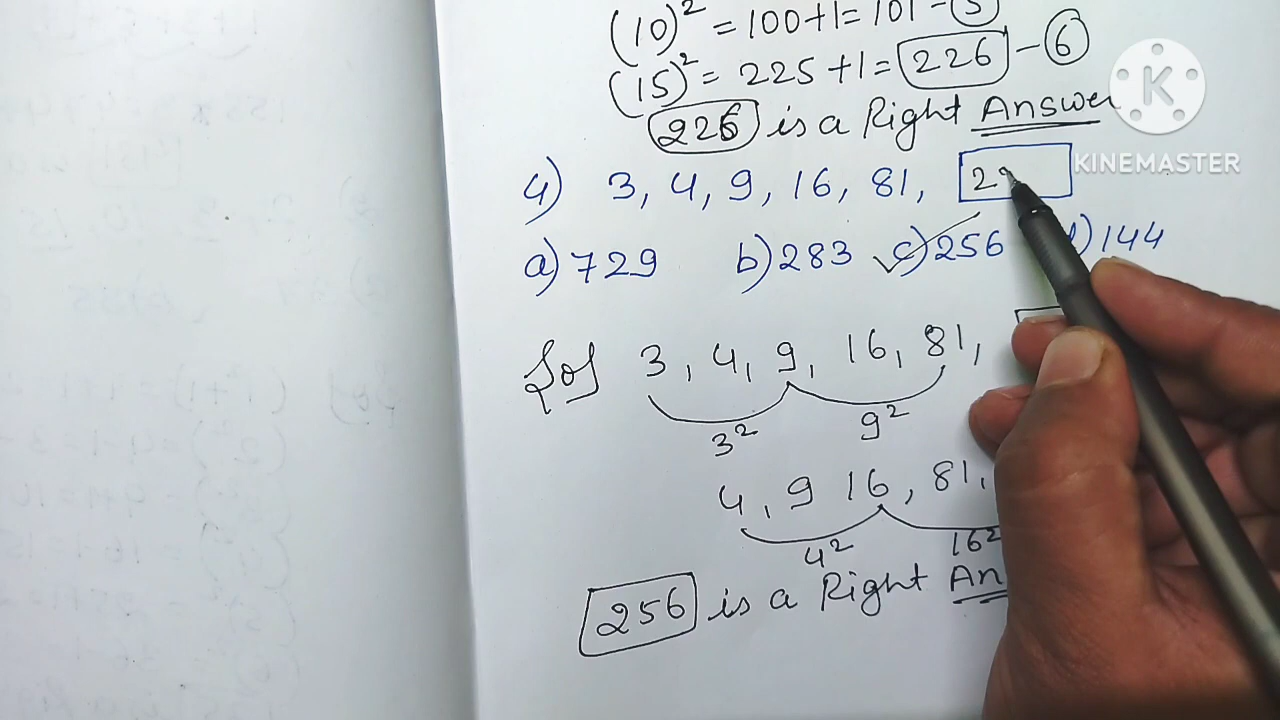 (10)² = 100+1= 101 - 5
(15)² = 225 +1= 226 - 6
226 is a Right Answer
K
KINEMASTER
4) 3, 4, 9, 16, 81,
a) 729 b) 283 c) 256 d) 144
Sol 3, 4, 9, 16, 81,
3² 9²
4, 9 16, 81,
4² 16²
256 is a Right An